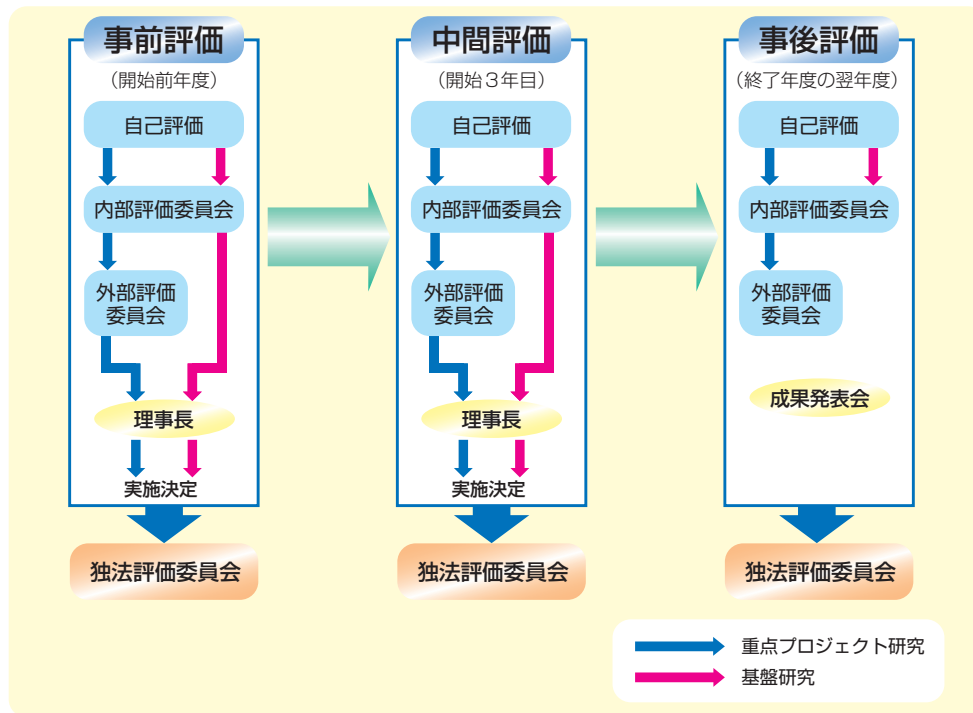 事前評価
(開始前年度)
自己評価
内部評価委員会
外部評価
委員会
理事長
実施決定
独法評価委員会
中間評価
(開始3年目)
自己評価
内部評価委員会
外部評価
委員会
理事長
実施決定
独法評価委員会
事後評価
(終了年度の翌年度)
自己評価
内部評価委員会
外部評価
委員会
成果発表会
独法評価委員会
重点プロジェクト研究
基盤研究